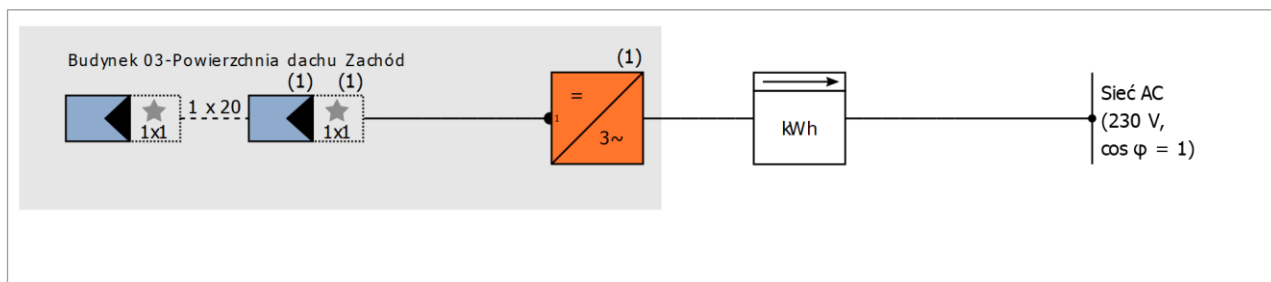 Budynek 03-Powierzchnia dachu Zachód
(1) (1) (1)
1 x 20
1x1 1x1
=
1
3~
kWh
Sieć AC
(230 V,
cos φ = 1)